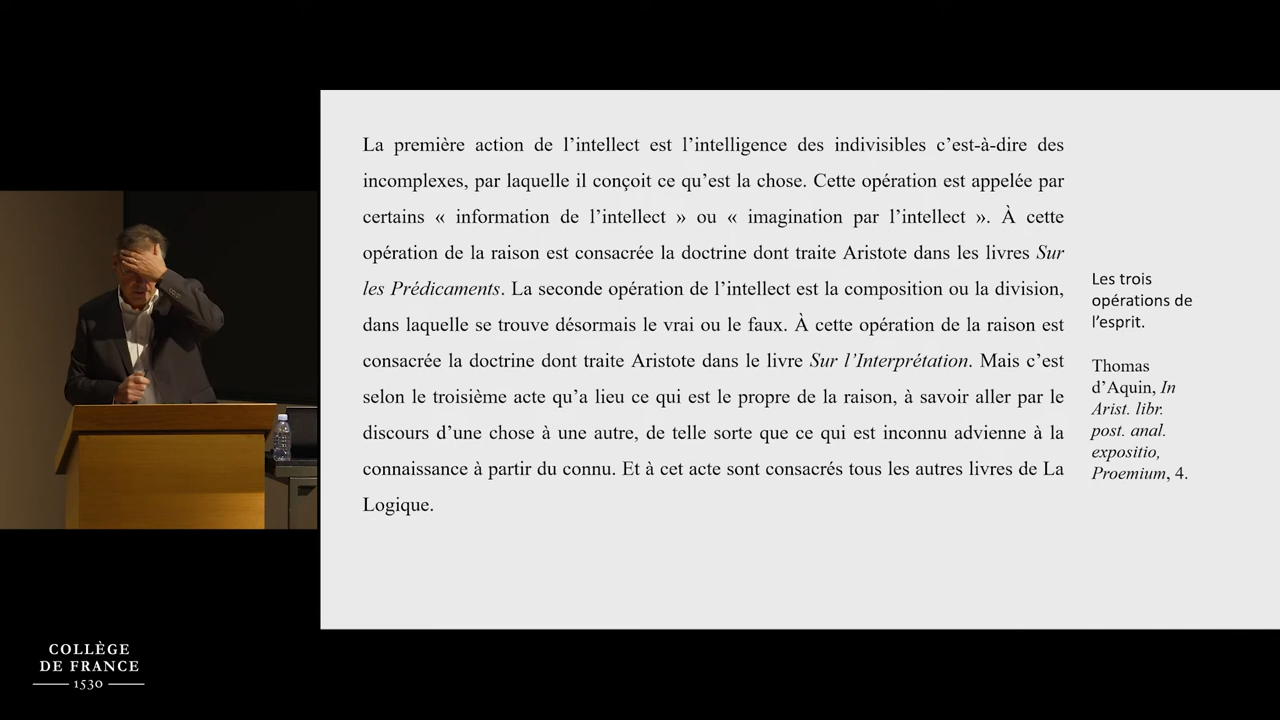 La première action de l’intellect est l’intelligence des indivisibles c’est-à-dire des
incomplexes, par laquelle il conçoit ce qu’est la chose. Cette opération est appelée par
certains « information de l’intellect » ou « imagination par l’intellect ». À cette
opération de la raison est consacrée la doctrine dont traite Aristote dans les livres Sur
les Prédicaments. La seconde opération de l’intellect est la composition ou la division,
dans laquelle se trouve désormais le vrai ou le faux. À cette opération de la raison est
consacrée la doctrine dont traite Aristote dans le livre Sur l’Interprétation. Mais c’est
selon le troisième acte qu’a lieu ce qui est le propre de la raison, à savoir aller par le
discours d’une chose à une autre, de telle sorte que ce qui est inconnu advienne à la
connaissance à partir du connu. Et à cet acte sont consacrés tous les autres livres de La
Logique.
Les trois
opérations de
l’esprit.
Thomas
d’Aquin, In
Arist. libr.
post. anal.
expositio,
Proemium, 4.
COLLÈGE
DE FRANCE
1530